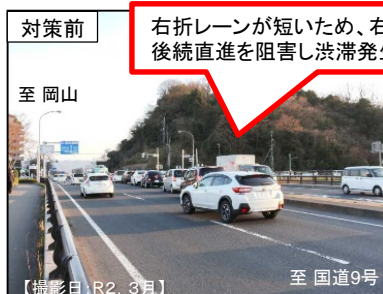 対策前
右折レーンが短いため、右
後続直進を阻害し渋滞発
至 岡山
至 国道9号
【撮影日:R2. 3月】